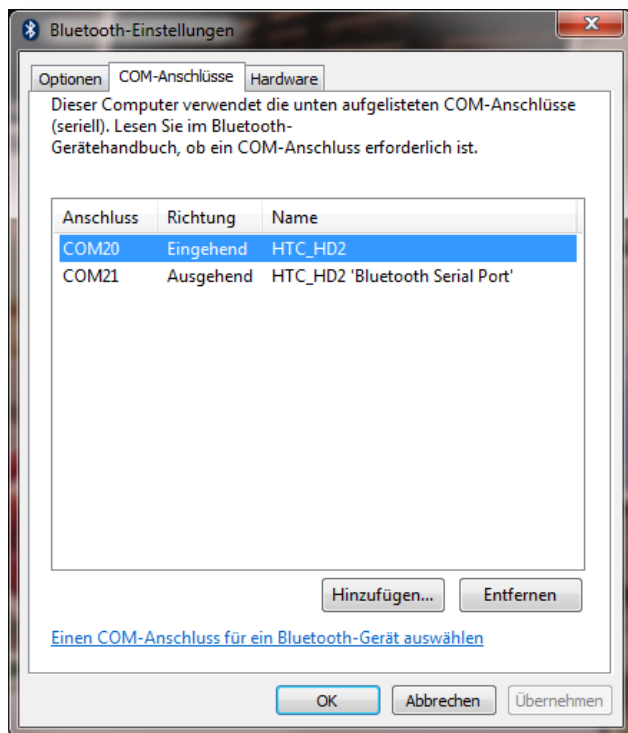 Bluetooth-Einstellungen
Optionen COM-Anschlüsse Hardware
Dieser Computer verwendet die unten aufgelisteten COM-Anschlüsse
(seriell). Lesen Sie im Bluetooth-
Gerätehandbuch, ob ein COM-Anschluss erforderlich ist.
Anschluss Richtung Name
COM20 Eingehend HTC_HD2
COM21 Ausgehend HTC_HD2 'Bluetooth Serial Port'
Hinzufügen... Entfernen
Einen COM-Anschluss für ein Bluetooth-Gerät auswählen
OK Abbrechen Übernehmen